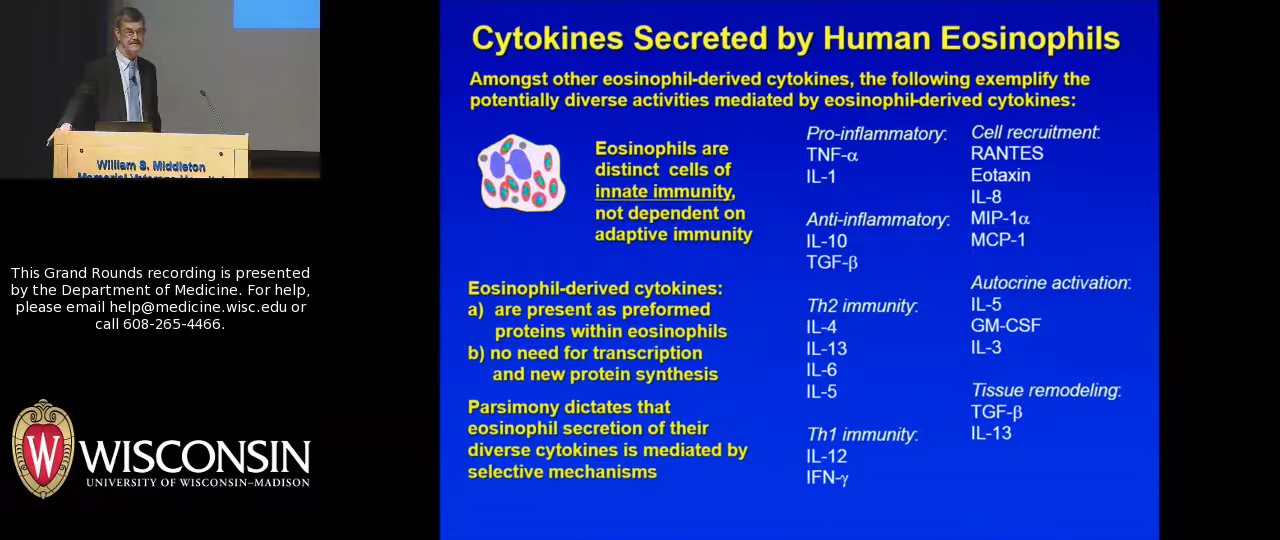 William S. Middleton
Memorial Veterans Hospital
This Grand Rounds recording is presented
by the Department of Medicine. For help,
please email help@medicine.wisc.edu or
call 608-265-4466.
W
WISCONSIN
UNIVERSITY OF WISCONSIN–MADISON
Cytokines Secreted by Human Eosinophils
Amongst other eosinophil-derived cytokines, the following exemplify the
potentially diverse activities mediated by eosinophil-derived cytokines:
Eosinophils are
distinct cells of
innate immunity,
not dependent on
adaptive immunity
Eosinophil-derived cytokines:
a) are present as preformed
proteins within eosinophils
b) no need for transcription
and new protein synthesis
Parsimony dictates that
eosinophil secretion of their
diverse cytokines is mediated by
selective mechanisms
Pro-inflammatory:
TNF-α
IL-1
Anti-inflammatory:
IL-10
TGF-β
Th2 immunity:
IL-4
IL-13
IL-6
IL-5
Th1 immunity:
IL-12
IFN-γ
Cell recruitment:
RANTES
Eotaxin
IL-8
MIP-1α
MCP-1
Autocrine activation:
IL-5
GM-CSF
IL-3
Tissue remodeling:
TGF-β
IL-13